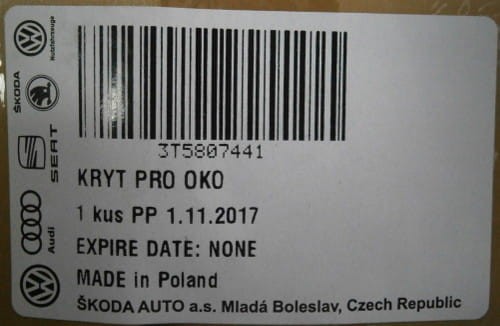 Nutzfahrzeuge
ŠKODA
SEAT
Audi
3T5807441
KRYT PRO OKO
1 kus PP 1.11.2017
EXPIRE DATE: NONE
MADE in Poland
ŠKODA AUTO a.s. Mladá Boleslav, Czech Republic